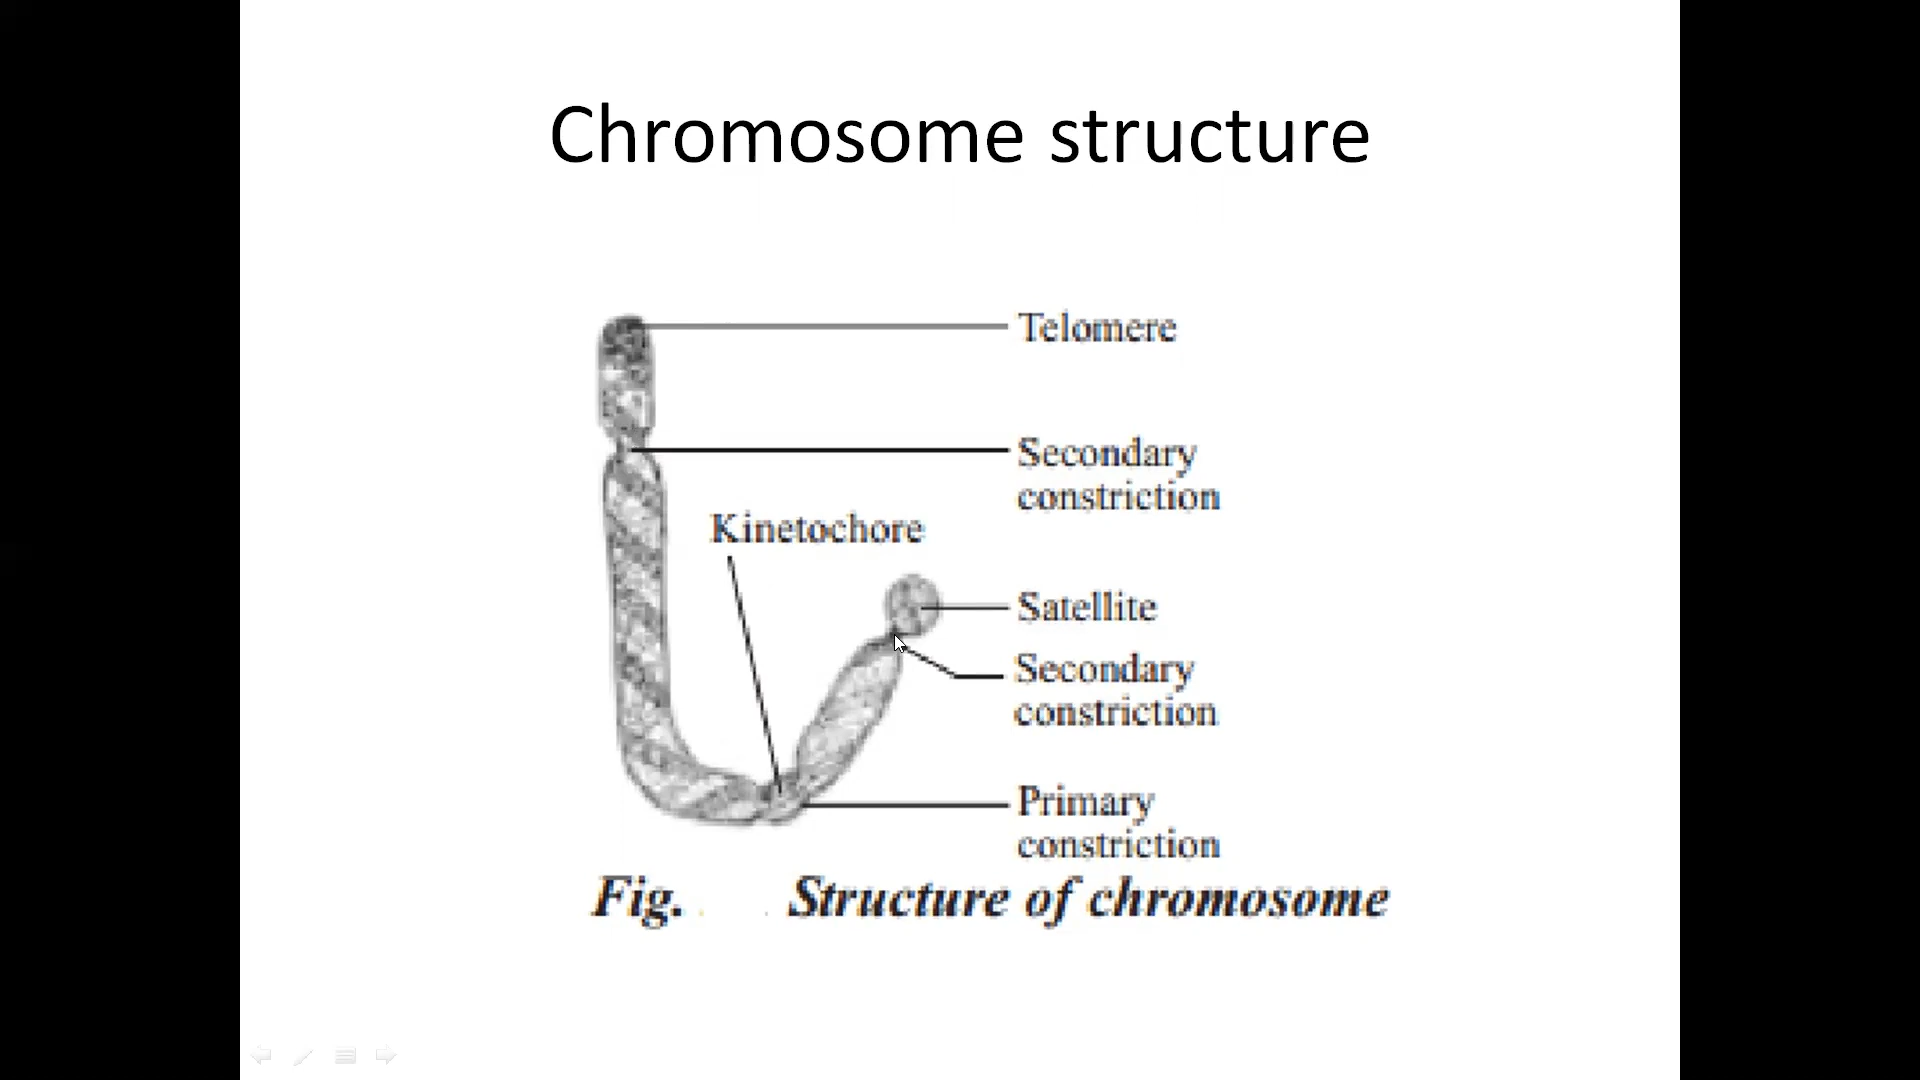 Chromosome structure
Telomere
Secondary
constriction
Kinetochore
Satellite
Secondary
constriction
Primary
constriction
Fig. Structure of chromosome